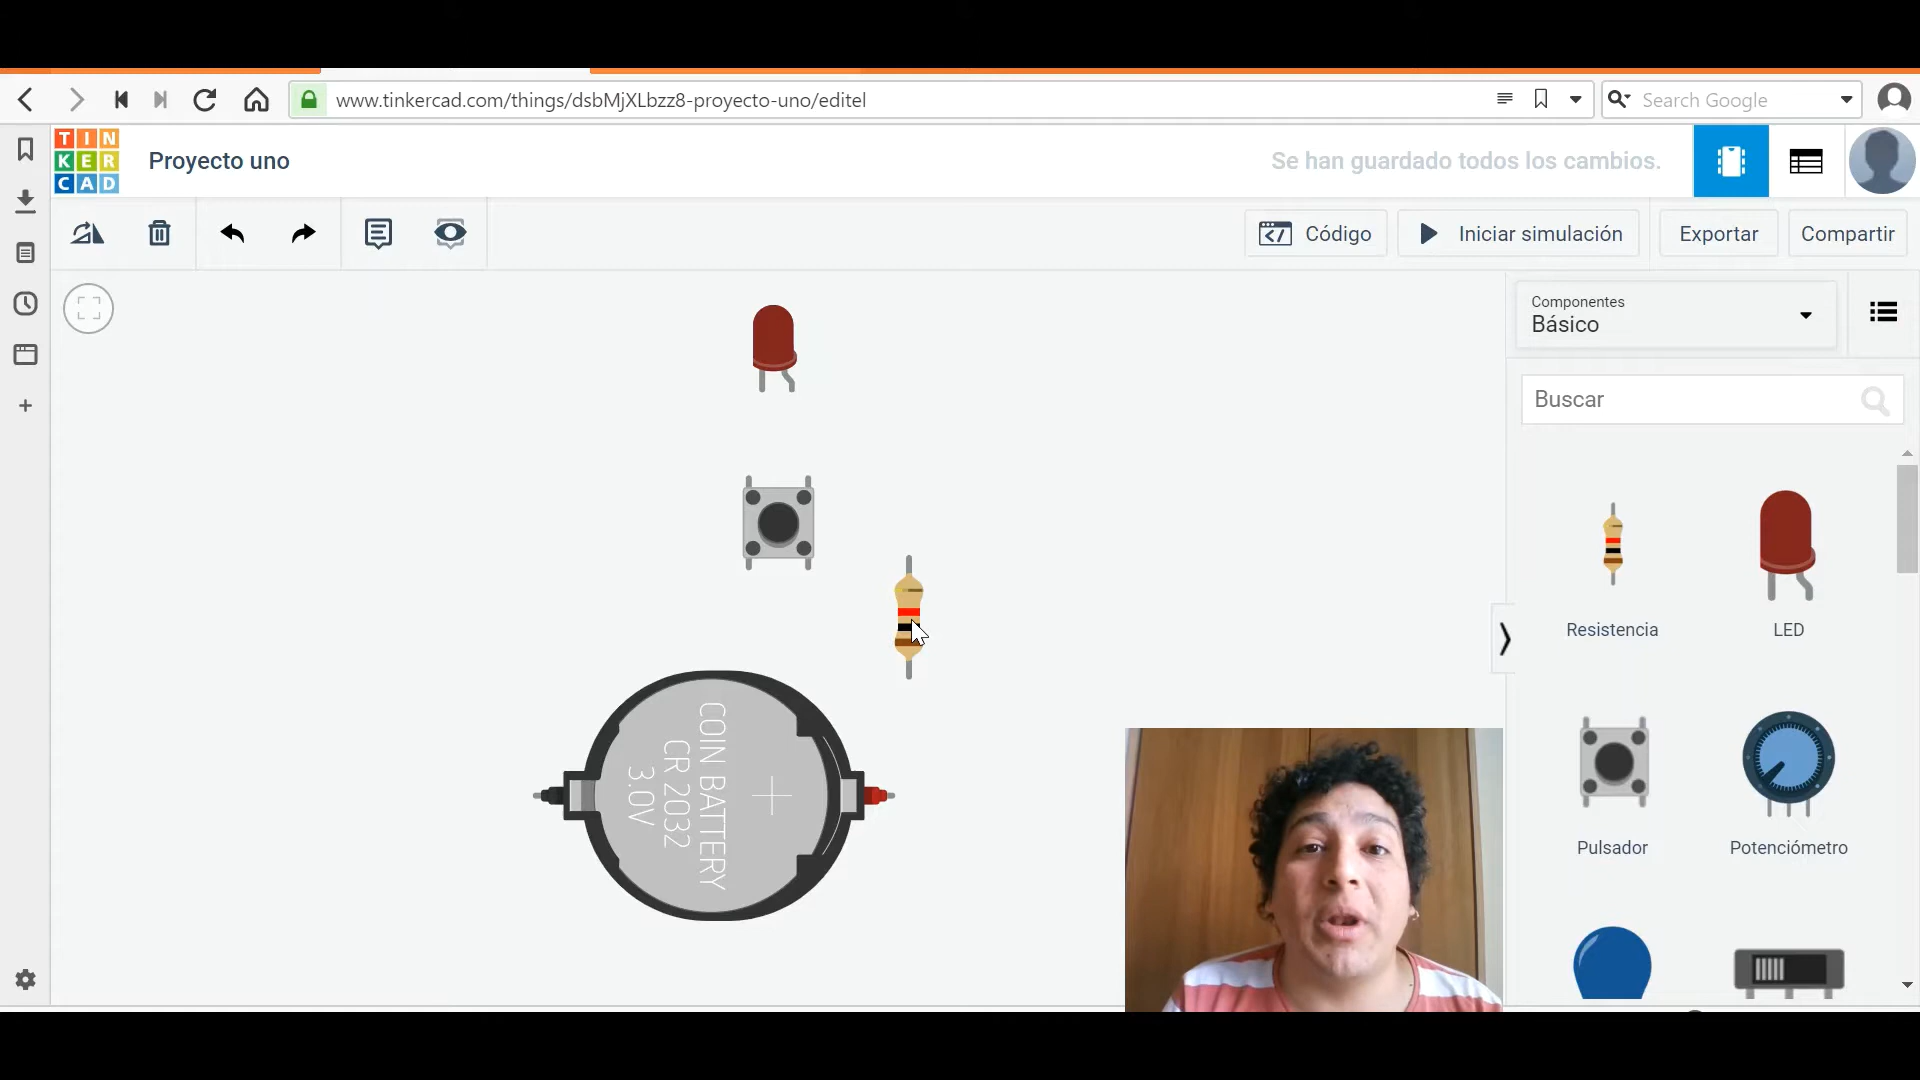 www.tinkercad.com/things/dsbMjXLbzz8-proyecto-uno/editel
Search Google
TIN
KER
CAD
Proyecto uno
Se han guardado todos los cambios.
Código
Iniciar simulación
Exportar
Compartir
Componentes
Básico
Buscar
Resistencia
LED
COIN BATTERY
CR 2032
3.0V
Pulsador
Potenciómetro